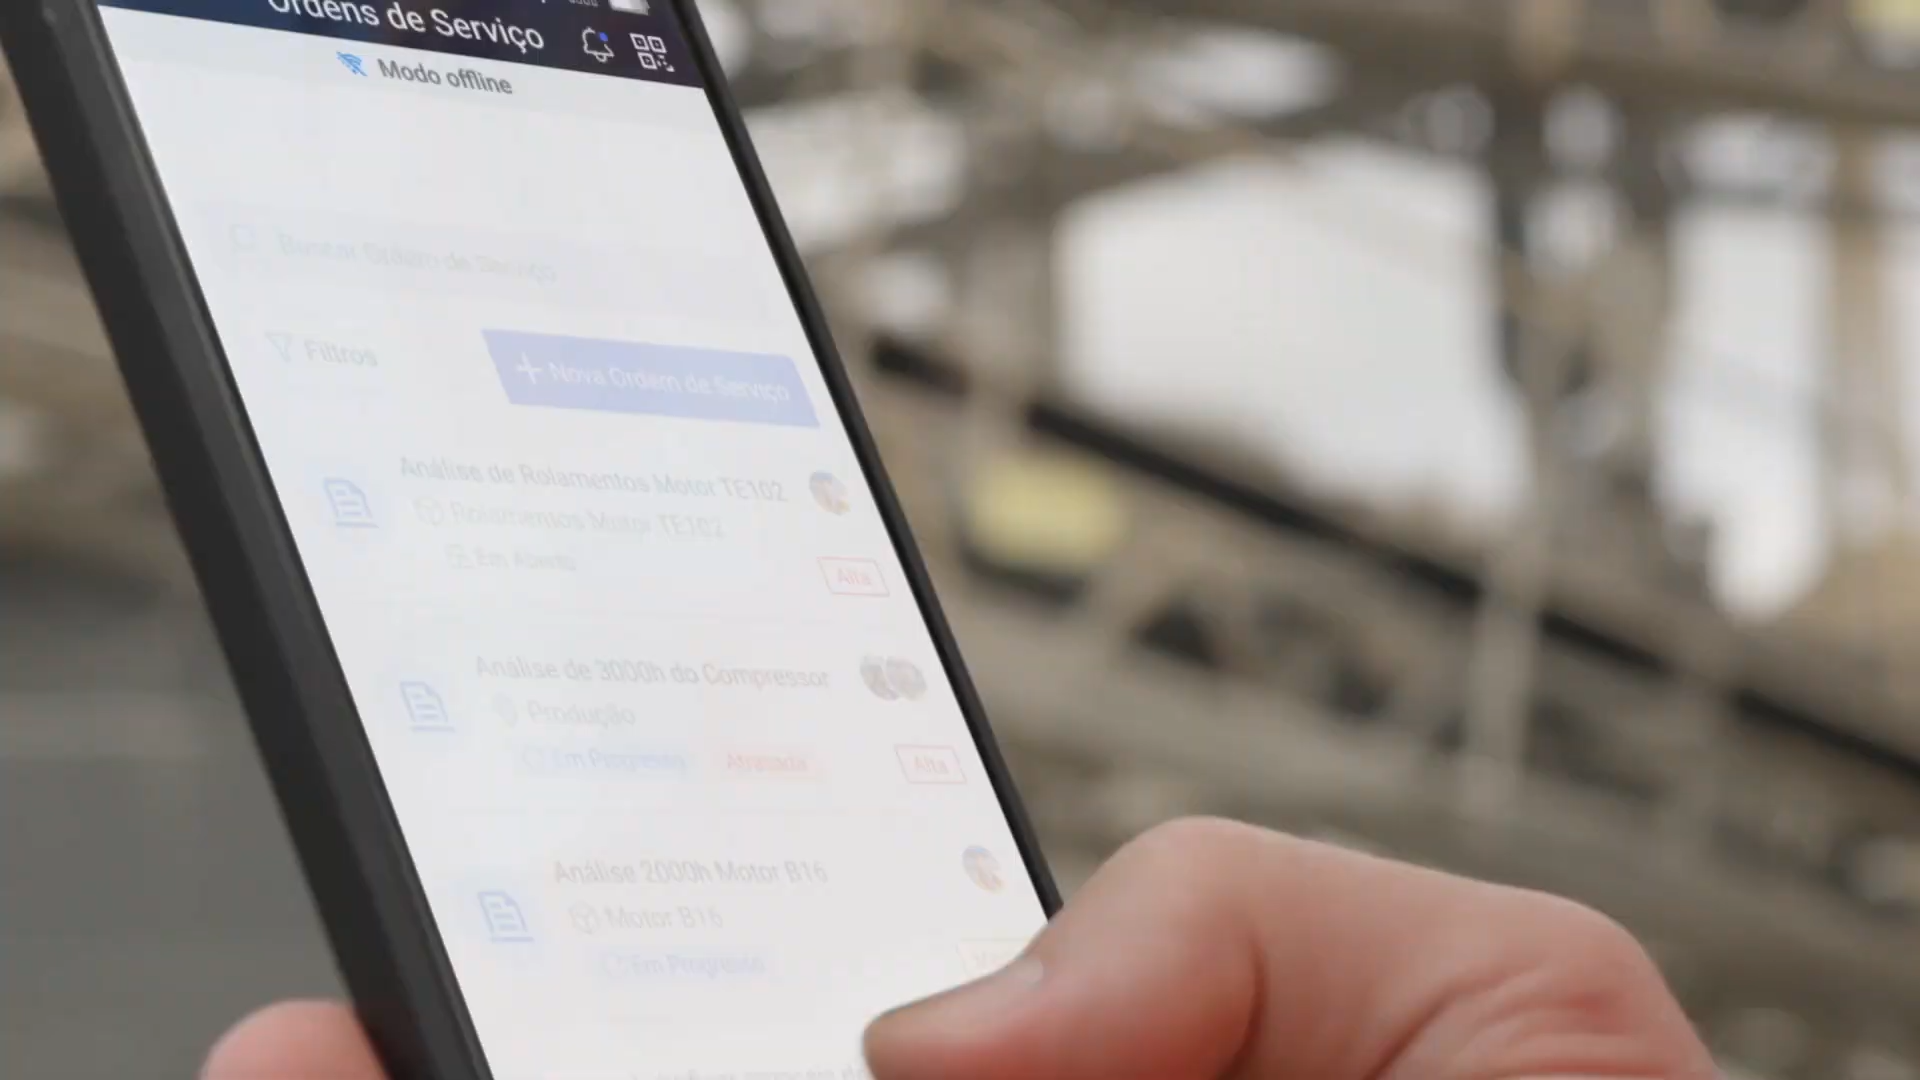 Ordens de Serviço
Modo offline
Buscar Ordem de Serviço
Filtros
+ Nova Ordem de Serviço
Análise de Rolamentos Motor TE102
Rolamentos Motor TE102
Em Aberto
Alta
Análise de 3000h do Compressor
Produção
Em Progresso
Atrasada
Alta
Análise 2000h Motor B16
Motor B16
Em Progresso